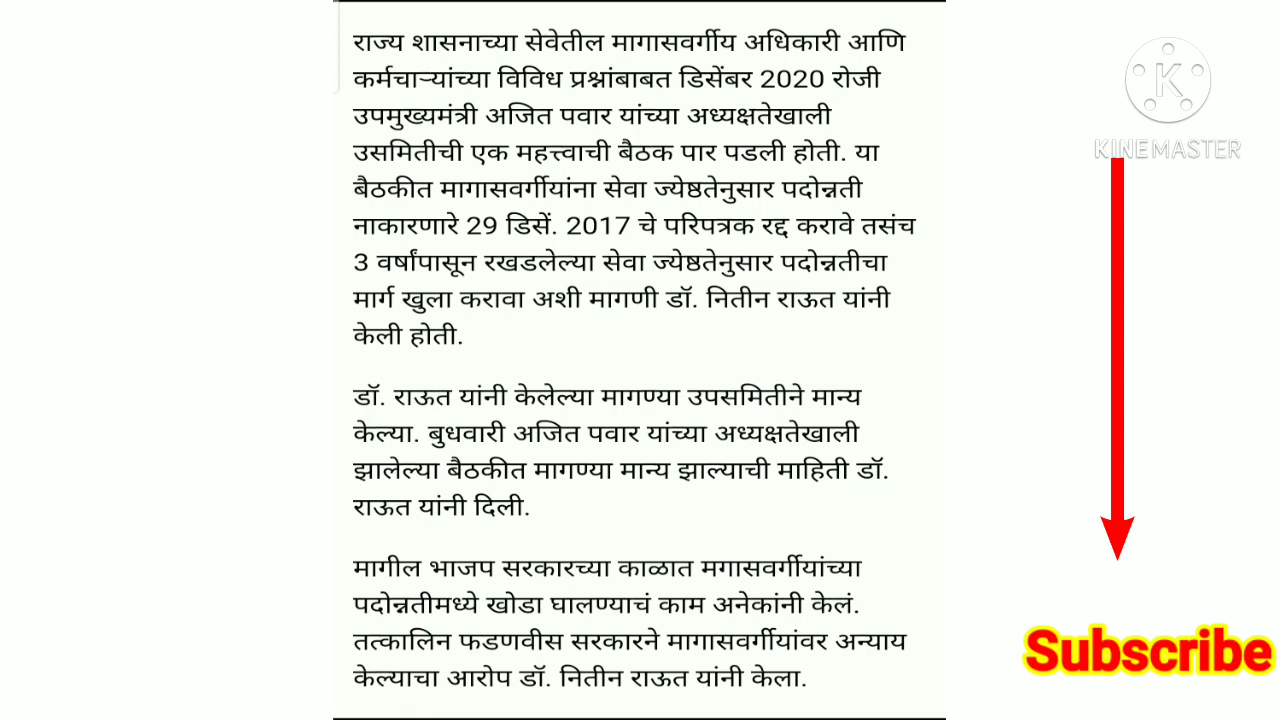 राज्य शासनाच्या सेवेतील मागासवर्गीय अधिकारी आणि
कर्मचाऱ्यांच्या विविध प्रश्नांबाबत डिसेंबर 2020 रोजी
उपमुख्यमंत्री अजित पवार यांच्या अध्यक्षतेखाली
उसमितीची एक महत्त्वाची बैठक पार पडली होती. या
बैठकीत मागासवर्गीयांना सेवा ज्येष्ठतेनुसार पदोन्नती
नाकारणारे 29 डिसें. 2017 चे परिपत्रक रद्द करावे तसंच
3 वर्षांपासून रखडलेल्या सेवा ज्येष्ठतेनुसार पदोन्नतीचा
मार्ग खुला करावा अशी मागणी डॉ. नितीन राऊत यांनी
केली होती.
डॉ. राऊत यांनी केलेल्या मागण्या उपसमितीने मान्य
केल्या. बुधवारी अजित पवार यांच्या अध्यक्षतेखाली
झालेल्या बैठकीत मागण्या मान्य झाल्याची माहिती डॉ.
राऊत यांनी दिली.
मागील भाजप सरकारच्या काळात मगासवर्गीयांच्या
पदोन्नतीमध्ये खोडा घालण्याचं काम अनेकांनी केलं.
तत्कालिन फडणवीस सरकारने मागासवर्गीयांवर अन्याय
केल्याचा आरोप डॉ. नितीन राऊत यांनी केला.
K
KINEMASTER
Subscribe